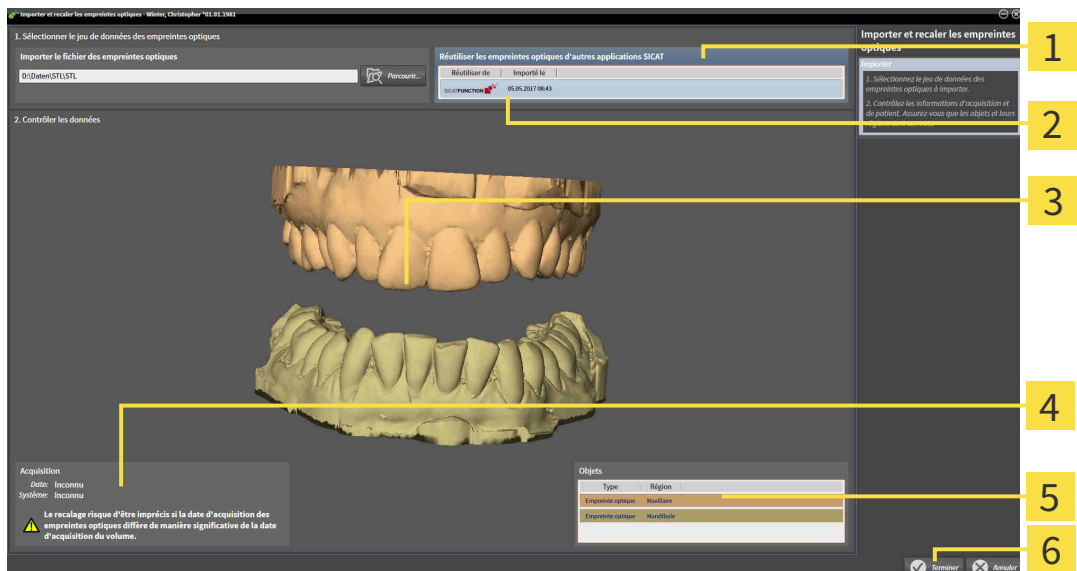 Importer et recaler les empreintes optiques - Winter, Christopher *01.01.1981
1. Sélectionner le jeu de données des empreintes optiques
Importer le fichier des empreintes optiques
D:\Daten\STL\STL
Parcourir...
Réutiliser les empreintes optiques d'autres applications SICAT
Réutiliser de
Importé le
SICATFUNCTION
05.05.2017 08:43
2. Contrôler les données
Importer et recaler les empreintes
optiques
Importer
1. Sélectionnez le jeu de données des
empreintes optiques à importer.
2. Contrôlez les informations d'acquisition et
de patient. Assurez-vous que les objets et leurs
1
2
3
4
5
6
Acquisition
Date: Inconnu
Système: Inconnu
Le recalage risque d'être imprécis si la date d'acquisition des
empreintes optiques diffère de manière significative de la date
d'acquisition du volume.
Objets
Type
Région
Empreinte optique
Maxillaire
Empreinte optique
Mandibule
Terminer
Annuler